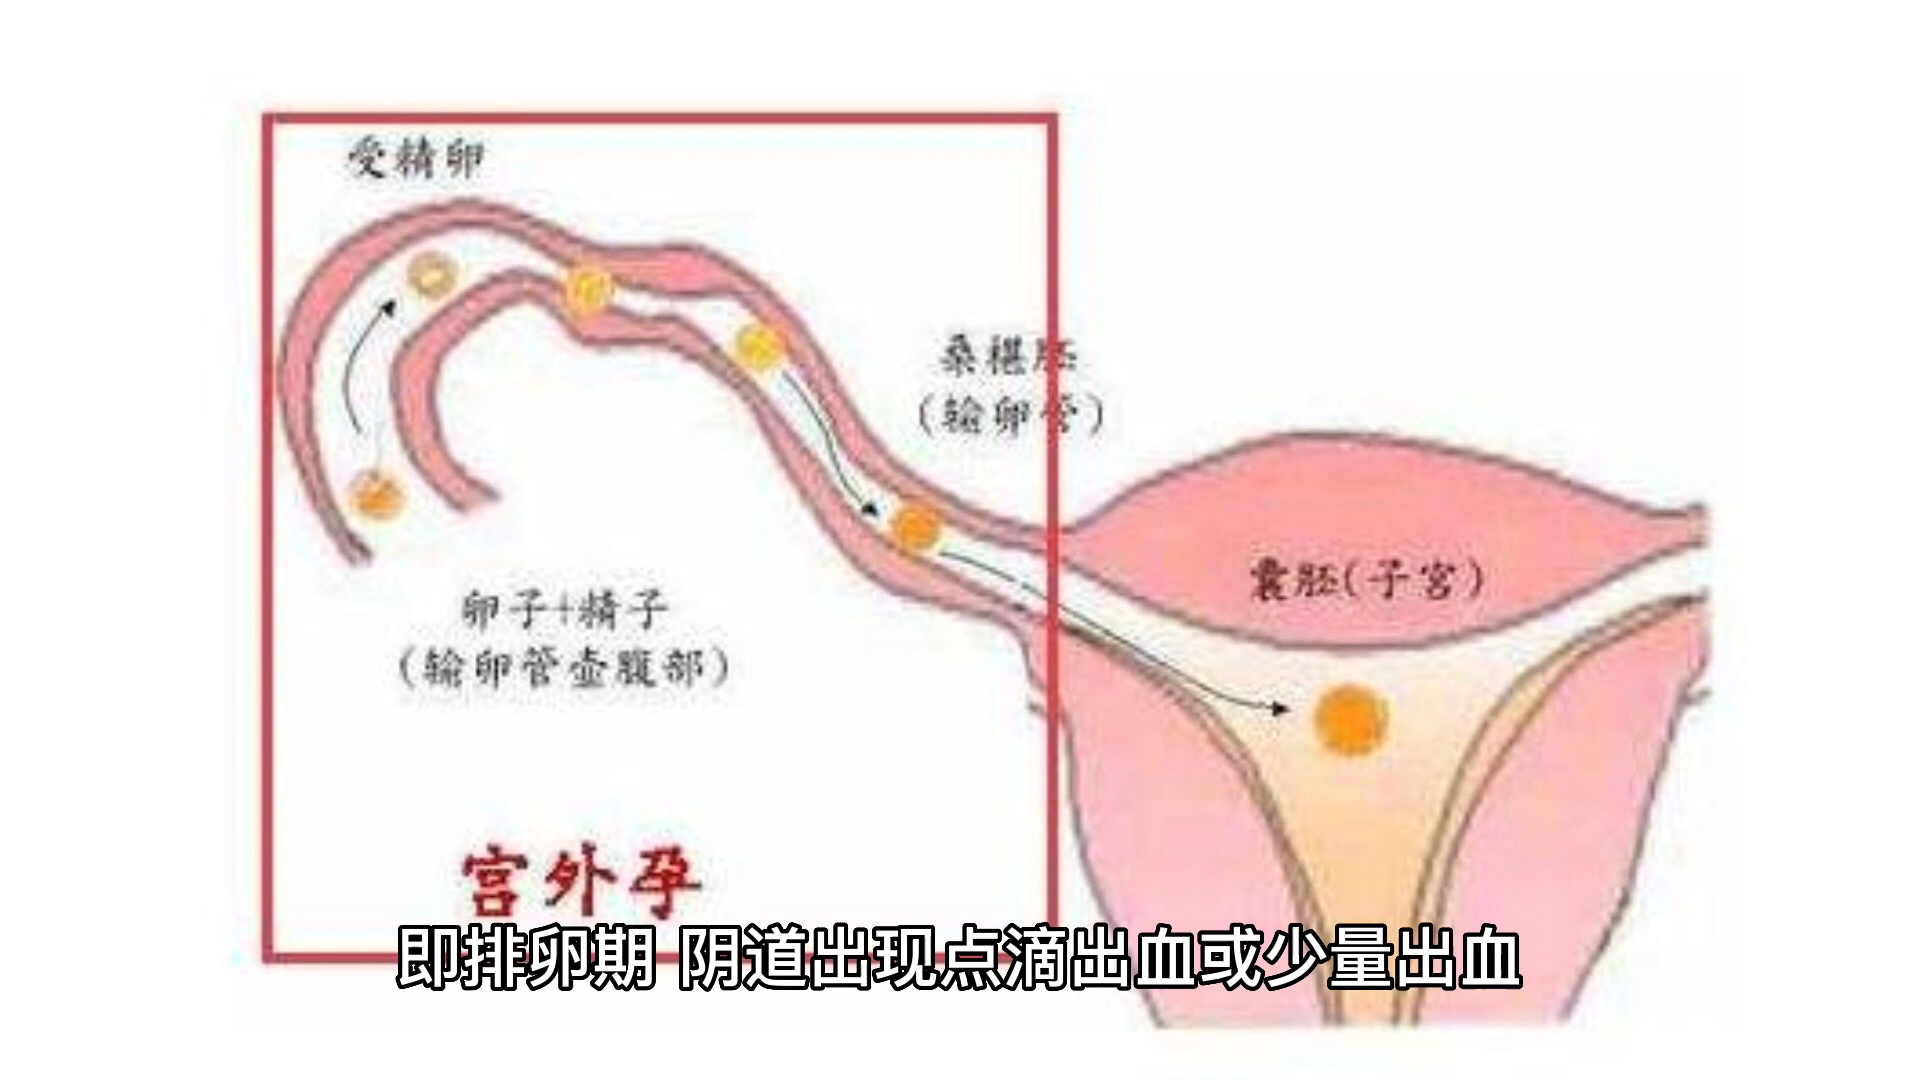 受精卵
桑椹胚
（输卵管）
囊胚（子宫）
卵子+精子
（输卵管壶腹部）
宫外孕
即排卵期 阴道出现点滴出血或少量出血